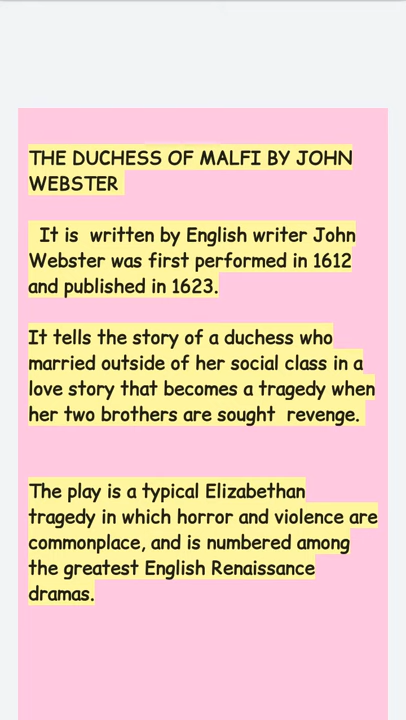 THE DUCHESS OF MALFI BY JOHN
WEBSTER
It is written by English writer John
Webster was first performed in 1612
and published in 1623.
It tells the story of a duchess who
married outside of her social class in a
love story that becomes a tragedy when
her two brothers are sought revenge.
The play is a typical Elizabethan
tragedy in which horror and violence are
commonplace, and is numbered among
the greatest English Renaissance
dramas.